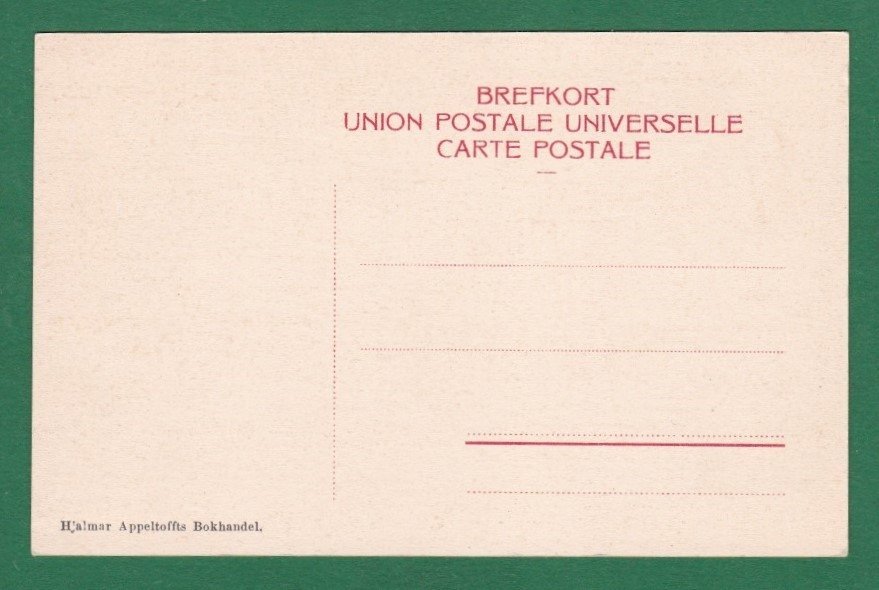 BREFKORT
UNION POSTALE UNIVERSELLE
CARTE POSTALE
Hjalmar Appeltoffts Bokhandel.